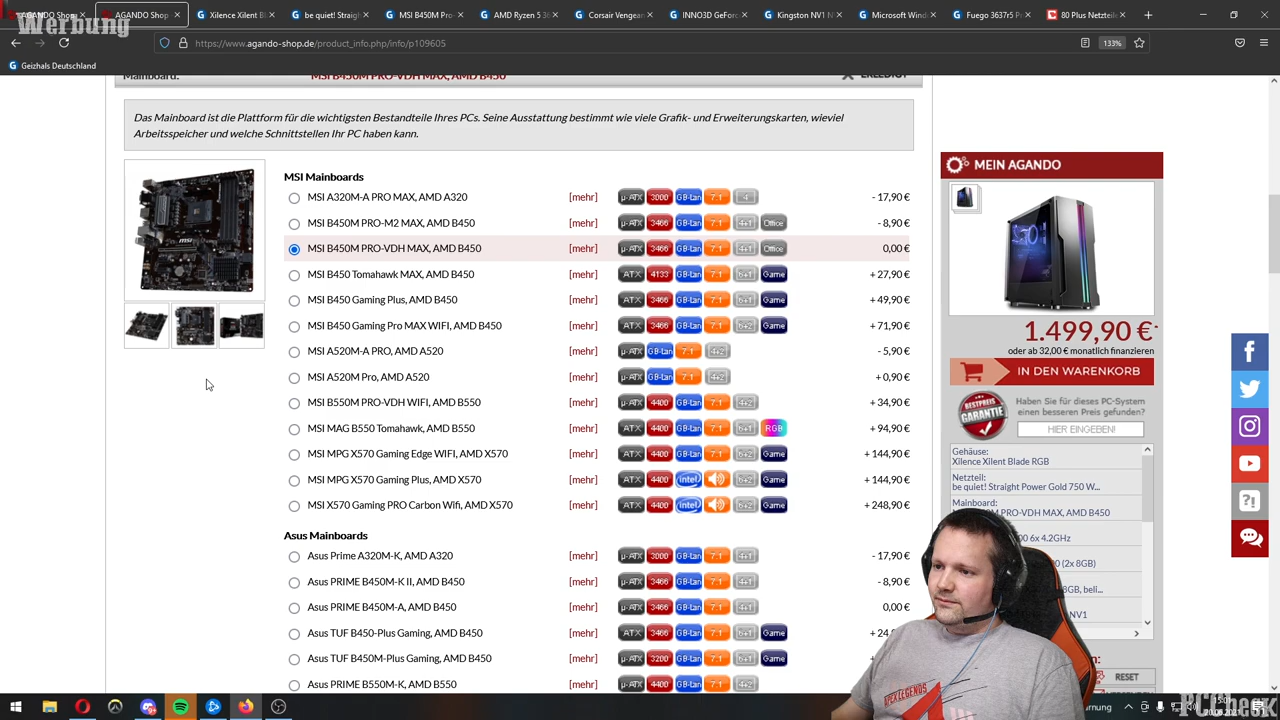 AGANDO Shop
AGANDO Shop
Xilence Xilent Bl
be quiet! Straigh
MSI B450M Pr
AMD Ryzen
Corsair Vengean
INNO3D GeForc
Kingst
Microsoft Wind
Fuego 3637r5 P
80 Plus Netzteile
Werbung
https://www.agando-shop.de/product_info.php/info/p109605
133%
Geizhals Deutschland
Mainboard:
MSI B450M PRO-VDH MAX, AMD B450
ERLEDIGT
Das Mainboard ist die Plattform für die wichtigsten Bestandteile Ihres PCs. Seine Ausstattung bestimmt wie viele Grafik- und Erweiterungskarten, wieviel
Arbeitsspeicher und welche Schnittstellen Ihr PC haben kann.
MSI Mainboards
MSI A320M-A PRO MAX, AMD A320 [mehr] µ-ATX 3000 GB-lan 7.1 4 - 17,90 €
MSI B450M PRO-M2 MAX, AMD B450 [mehr] µ-ATX 3466 GB-lan 7.1 4+1 Office - 8,90 €
MSI B450M PRO-VDH MAX, AMD B450 [mehr] µ-ATX 3466 GB-lan 7.1 4+1 Office 0,00 €
MSI B450 Tomahawk MAX, AMD B450 [mehr] ATX 4133 GB-lan 7.1 6+1 Game + 27,90 €
MSI B450 Gaming Plus, AMD B450 [mehr] ATX 3466 GB-lan 7.1 6+1 Game + 49,90 €
MSI B450 Gaming Pro MAX WIFI, AMD B450 [mehr] ATX 3466 GB-lan 7.1 6+2 Game + 71,90 €
MSI A520M-A PRO, AMD A520 [mehr] µ-ATX GB-lan 7.1 4+2 - 5,90 €
MSI A520M Pro, AMD A520 [mehr] µ-ATX GB-lan 7.1 4+2 + 0,90 €
MSI B550M PRO-VDH WIFI, AMD B550 [mehr] µ-ATX 4400 GB-lan 7.1 4+2 + 34,90 €
MSI MAG B550 Tomahawk, AMD B550 [mehr] ATX 4400 GB-lan 7.1 6+1 RGB + 94,90 €
MSI MPG X570 Gaming Edge WIFI, AMD X570 [mehr] ATX 4400 GB-lan 7.1 6+2 Game + 144,90 €
MSI MPG X570 Gaming Plus, AMD X570 [mehr] ATX 4400 intel 6+2 Game + 144,90 €
MSI X570 Gaming PRO Carbon Wifi, AMD X570 [mehr] ATX 4400 intel 6+2 Game + 248,90 €
Asus Mainboards
Asus Prime A320M-K, AMD A320 [mehr] µ-ATX 3000 GB-lan 7.1 4+1 - 17,90 €
Asus PRIME B450M-K II, AMD B450 [mehr] µ-ATX 3466 GB-lan 7.1 4+1 - 8,90 €
Asus PRIME B450M-A, AMD B450 [mehr] µ-ATX 3466 GB-lan 7.1 4+1 0,00 €
Asus TUF B450-Plus Gaming, AMD B450 [mehr] ATX 3466 GB-lan 7.1 6+1 Game + 24,
Asus TUF B450M-Plus Gaming, AMD B450 [mehr] µ-ATX 3200 GB-lan 7.1 6+1 Game
Asus PRIME B550M-K, AMD B550 [mehr] µ-ATX 4400 GB-lan 7.1 4+2
MEIN AGANDO
1.499,90 €*
oder ab 32,00 € monatlich finanzieren
IN DEN WARENKORB
BESTPREIS
GARANTIE
Haben Sie für dieses PC-System
einen besseren Preis gefunden?
HIER EINGEBEN!
Gehäuse:
Xilence Xilent Blade RGB
Netzteil:
be quiet! Straight Power Gold 750 W...
Mainboard:
PRO-VDH MAX, AMD B450
6x 4.2GHz
(2x 8GB)
8GB, beli...
NV1
RESET
APEX LEGENDS
PCCheck